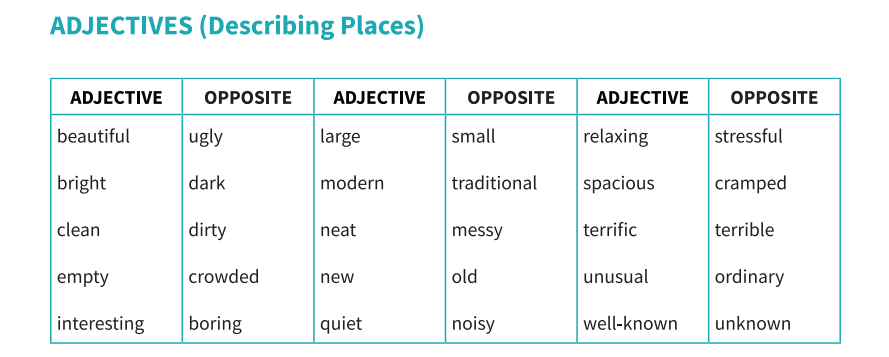 ADJECTIVES (Describing Places)
ADJECTIVE OPPOSITE ADJECTIVE OPPOSITE ADJECTIVE OPPOSITE
beautiful ugly large small relaxing stressful
bright dark modern traditional spacious cramped
clean dirty neat messy terrific terrible
empty crowded new old unusual ordinary
interesting boring quiet noisy well-known unknown